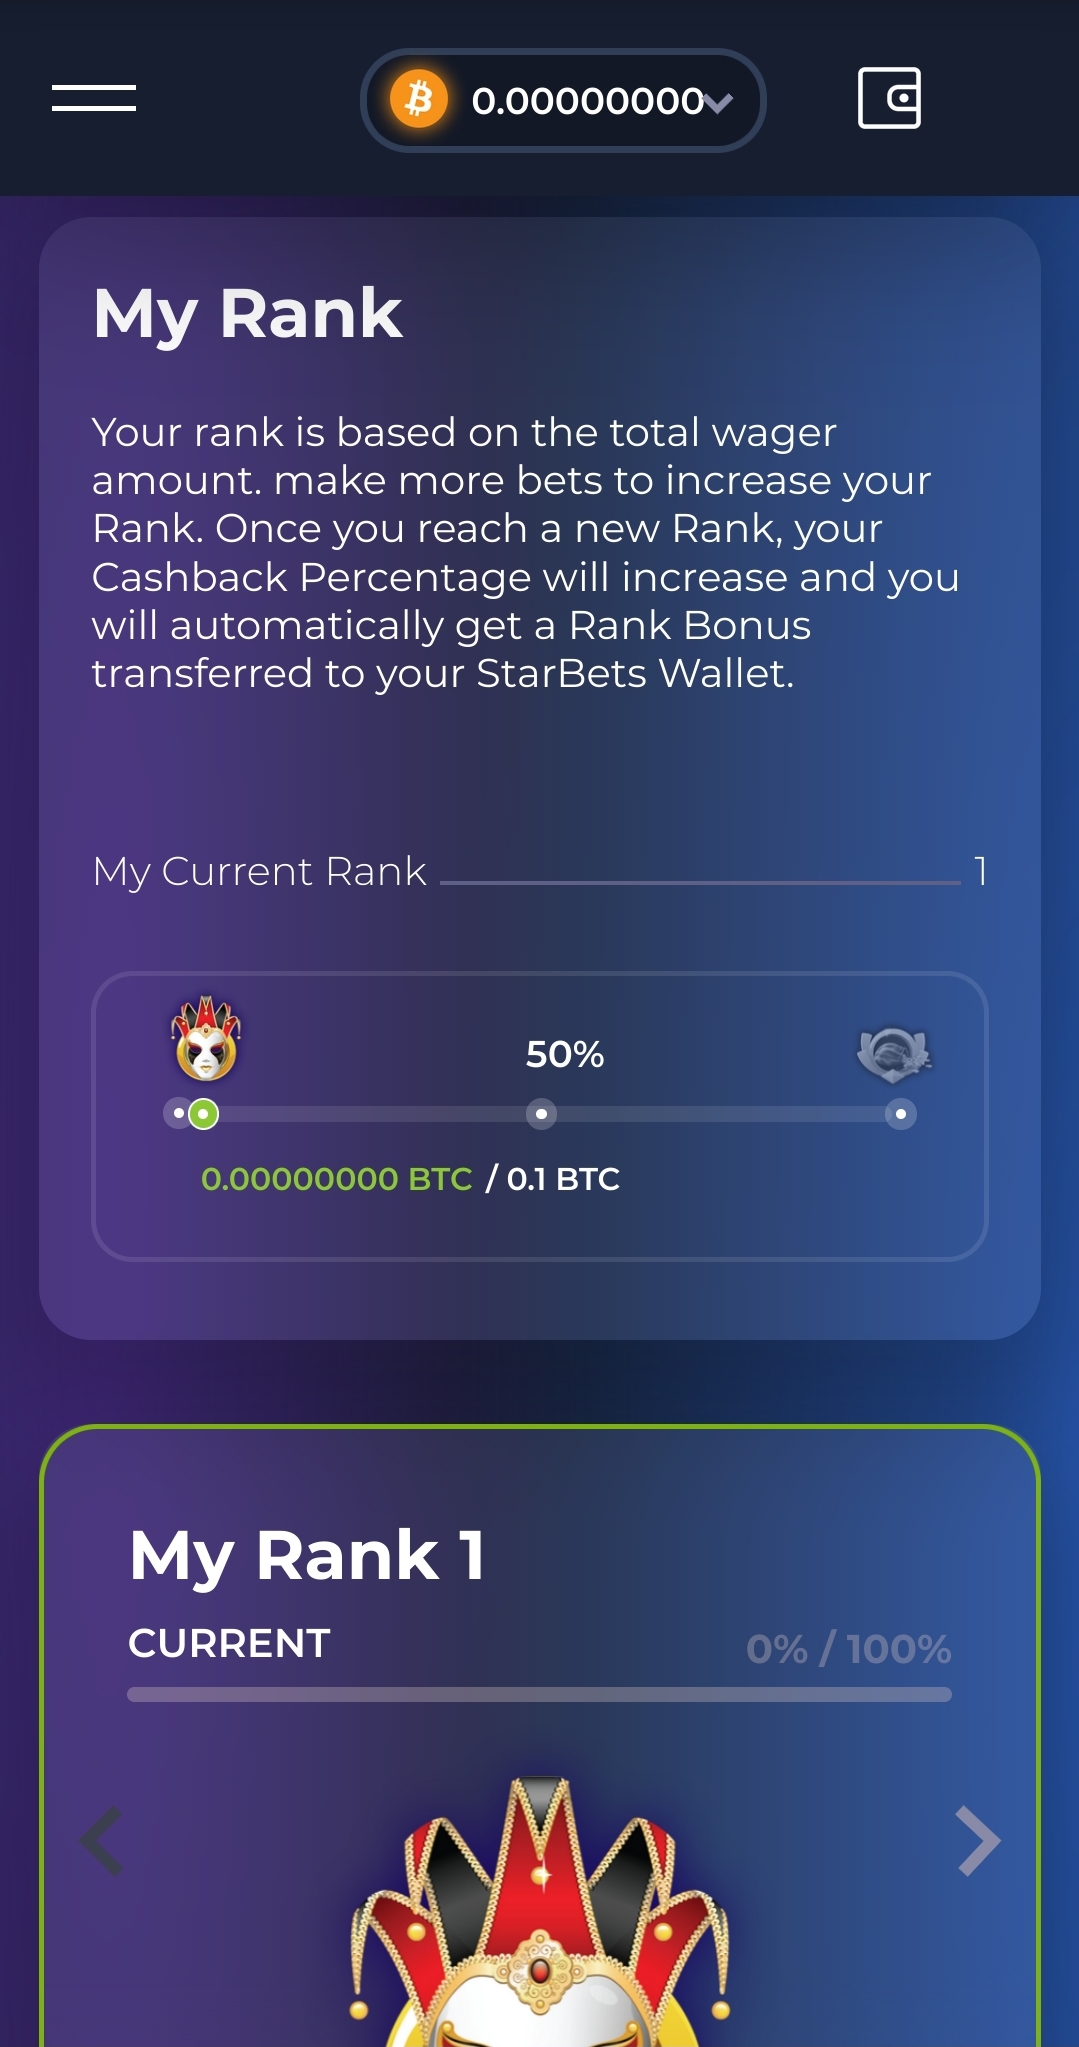 0.00000000
My Rank
Your rank is based on the total wager
amount. make more bets to increase your
Rank. Once you reach a new Rank, your
Cashback Percentage will increase and you
will automatically get a Rank Bonus
transferred to your StarBets Wallet.
My Current Rank 1
50%
0.00000000 BTC / 0.1 BTC
My Rank 1
CURRENT 0% / 100%